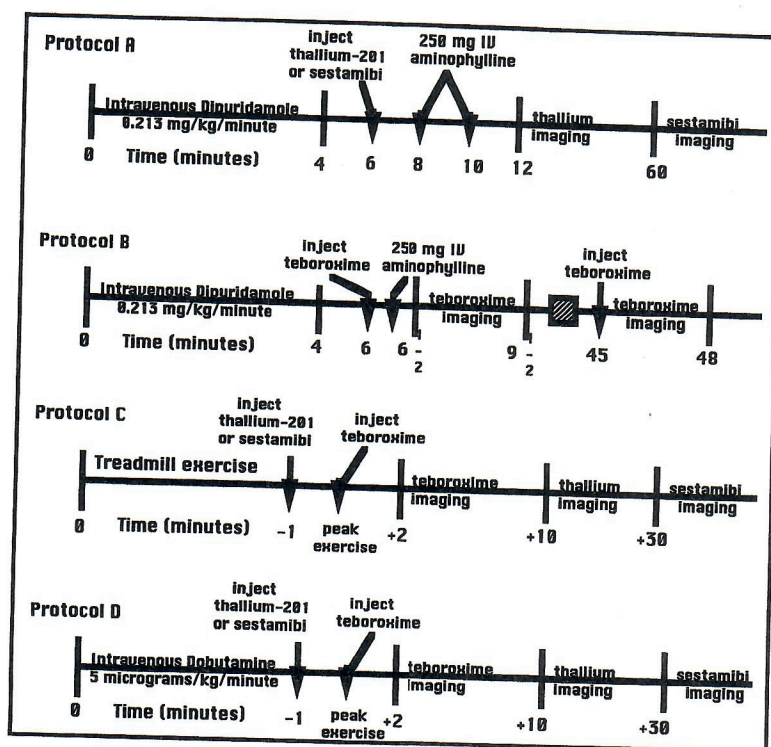 Protocol A
inject
thallium-201
or sestamibi
250 mg IV
aminophylline
Intravenous Dipyridamole
0.213 mg/kg/minute
thallium
imaging
sestamibi
imaging
0 Time (minutes) 4 6 8 10 12 60
Protocol B
inject
teboroxime
250 mg IV
aminophylline
inject
teboroxime
Intravenous Dipyridamole
0.213 mg/kg/minute
teboroxime
imaging
teboroxime
imaging
0 Time (minutes) 4 6 6 1/2 9 1/2 45 48
Protocol C
inject
thallium-201
or sestamibi
inject
teboroxime
Treadmill exercise
teboroxime
imaging
thallium
imaging
sestamibi
imaging
0 Time (minutes) -1 peak
exercise
+2 +10 +30
Protocol D
inject
thallium-201
or sestamibi
inject
teboroxime
Intravenous Dobutamine
5 micrograms/kg/minute
teboroxime
imaging
thallium
imaging
sestamibi
imaging
0 Time (minutes) -1 peak
exercise
+2 +10 +30